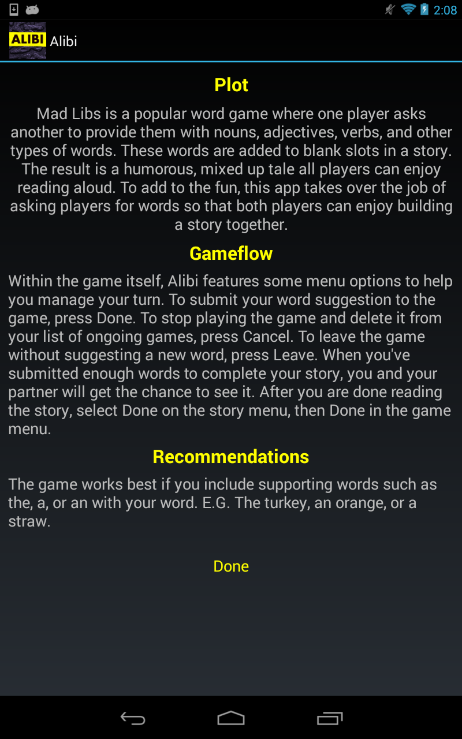 2:08
ALIBI Alibi
Plot
Mad Libs is a popular word game where one player asks
another to provide them with nouns, adjectives, verbs, and other
types of words. These words are added to blank slots in a story.
The result is a humorous, mixed up tale all players can enjoy
reading aloud. To add to the fun, this app takes over the job of
asking players for words so that both players can enjoy building
a story together.
Gameflow
Within the game itself, Alibi features some menu options to help
you manage your turn. To submit your word suggestion to the
game, press Done. To stop playing the game and delete it from
your list of ongoing games, press Cancel. To leave the game
without suggesting a new word, press Leave. When you've
submitted enough words to complete your story, you and your
partner will get the chance to see it. After you are done reading
the story, select Done on the story menu, then Done in the game
menu.
Recommendations
The game works best if you include supporting words such as
the, a, or an with your word. E.G. The turkey, an orange, or a
straw.
Done